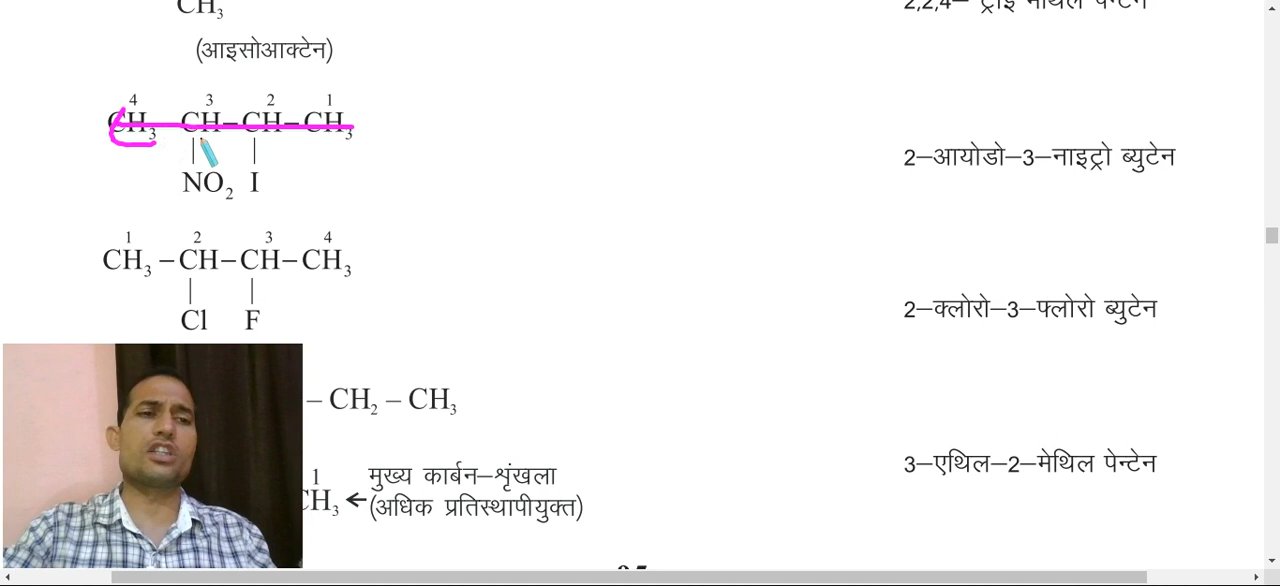 CH₃
2,2,4– ट्राई मेथिल पेन्टेन
(आइसोआक्टेन)
4 3 2 1
CH₃ CH–CH–CH₃
NO₂ I
2–आयोडो–3–नाइट्रो ब्युटेन
1 2 3 4
CH₃ –CH–CH–CH₃
Cl F
2–क्लोरो–3–फ्लोरो ब्युटेन
– CH₂ – CH₃
3–एथिल–2–मेथिल पेन्टेन
1 मुख्य कार्बन–शृंखला
CH₃ ← (अधिक प्रतिस्थापीयुक्त)